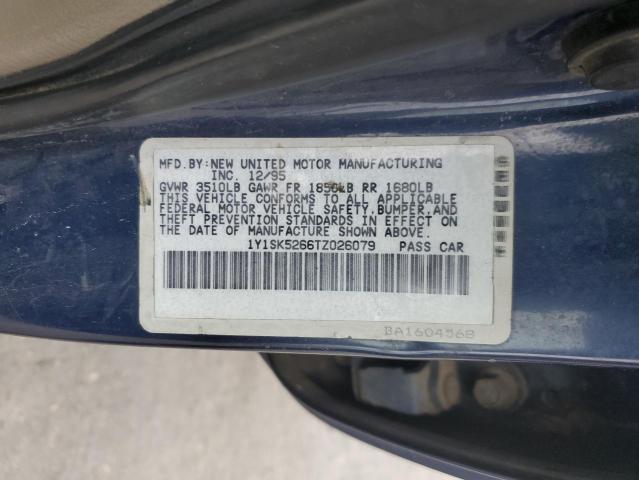 MFD.BY:NEW UNITED MOTOR MANUFACTURING
INC. 12/95
GVWR 3510LB GAWR FR 1850LB RR 1680LB
THIS VEHICLE CONFORMS TO ALL APPLICABLE
FEDERAL MOTOR VEHICLE SAFETY,BUMPER,AND
THEFT PREVENTION STANDARDS IN EFFECT ON
THE DATE OF MANUFACTURE SHOWN ABOVE.
1Y1SK5266TZ026079 PASS CAR
BA160456B